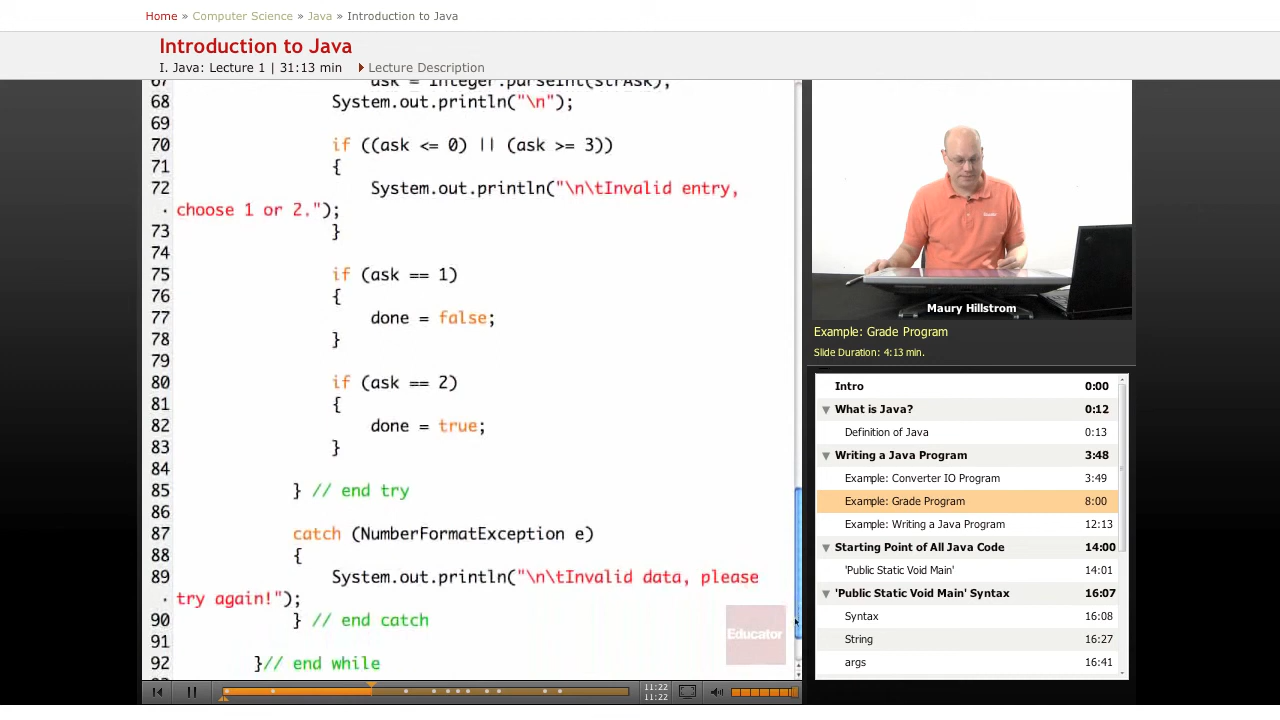 Home » Computer Science » Java » Introduction to Java
Introduction to Java
I. Java: Lecture 1 | 31:13 min Lecture Description
67 ask = Integer.parseInt(strAsk);
68 System.out.println("\n");
69
70 if ((ask <= 0) || (ask >= 3))
71 {
72 System.out.println("\n\tInvalid entry,
· choose 1 or 2.");
73 }
74
75 if (ask == 1)
76 {
77 done = false;
78 }
79
80 if (ask == 2)
81 {
82 done = true;
83 }
84
85 } // end try
86
87 catch (NumberFormatException e)
88 {
89 System.out.println("\n\tInvalid data, please
· try again!");
90 } // end catch
91
92 }// end while
Educator
11:22
11:22
Maury Hillstrom
Example: Grade Program
Slide Duration: 4:13 min.
Intro 0:00
What is Java? 0:12
Definition of Java 0:13
Writing a Java Program 3:48
Example: Converter IO Program 3:49
Example: Grade Program 8:00
Example: Writing a Java Program 12:13
Starting Point of All Java Code 14:00
'Public Static Void Main' 14:01
'Public Static Void Main' Syntax 16:07
Syntax 16:08
String 16:27
args 16:41